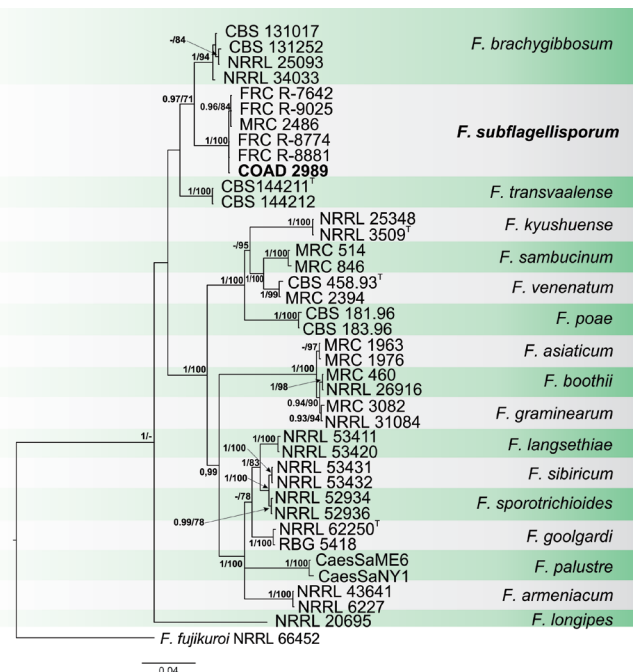 -/84
CBS 131017
CBS 131252
1/94
NRRL 25093
NRRL 34033
F. brachygibbosum
0.97/71
FRC R-7642
0.96/84
FRC R-9025
MRC 2486
1/100
FRC R-8774
FRC R-8881
COAD 2989
F. subflagellisporum
1/100
CBS144211T
CBS 144212
F. transvaalense
1/100
NRRL 25348
NRRL 3509T
F. kyushuense
-/95
1/100
MRC 514
MRC 846
F. sambucinum
1/100
1/100
CBS 458.93T
1/99
MRC 2394
F. venenatum
1/100
CBS 181.96
CBS 183.96
F. poae
-/97
MRC 1963
MRC 1976
F. asiaticum
1/100
1/100
MRC 460
1/98
NRRL 26916
F. boothii
0.94/90
MRC 3082
0.93/94
NRRL 31084
F. graminearum
1/-
1/100
NRRL 53411
NRRL 53420
F. langsethiae
1/100
1/83
0,99
NRRL 53431
1/100
NRRL 53432
F. sibiricum
-/78
NRRL 52934
NRRL 52936
F. sporotrichioides
0.99/78
NRRL 62250T
1/100
RBG 5418
F. goolgardi
1/100
1/100
CaesSaME6
CaesSaNY1
F. palustre
1/100
NRRL 43641
NRRL 6227
F. armeniacum
NRRL 20695
F. longipes
F. fujikuroi NRRL 66452
0.04